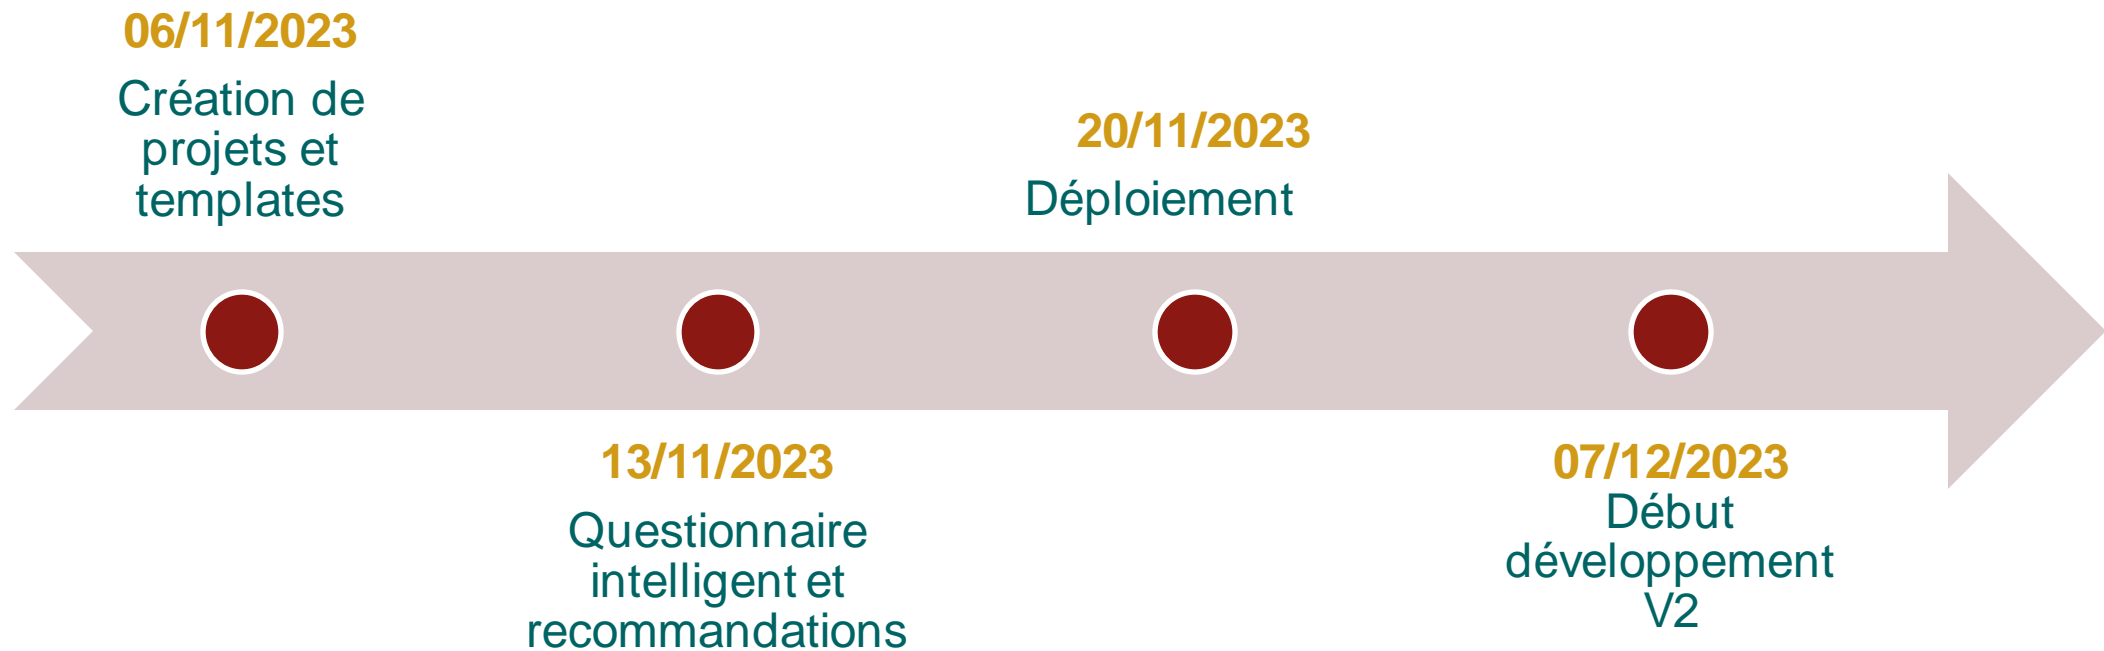 06/11/2023
Création de
projets et
templates
13/11/2023
Questionnaire
intelligent et
recommandations
20/11/2023
Déploiement
07/12/2023
Début
développement
V2